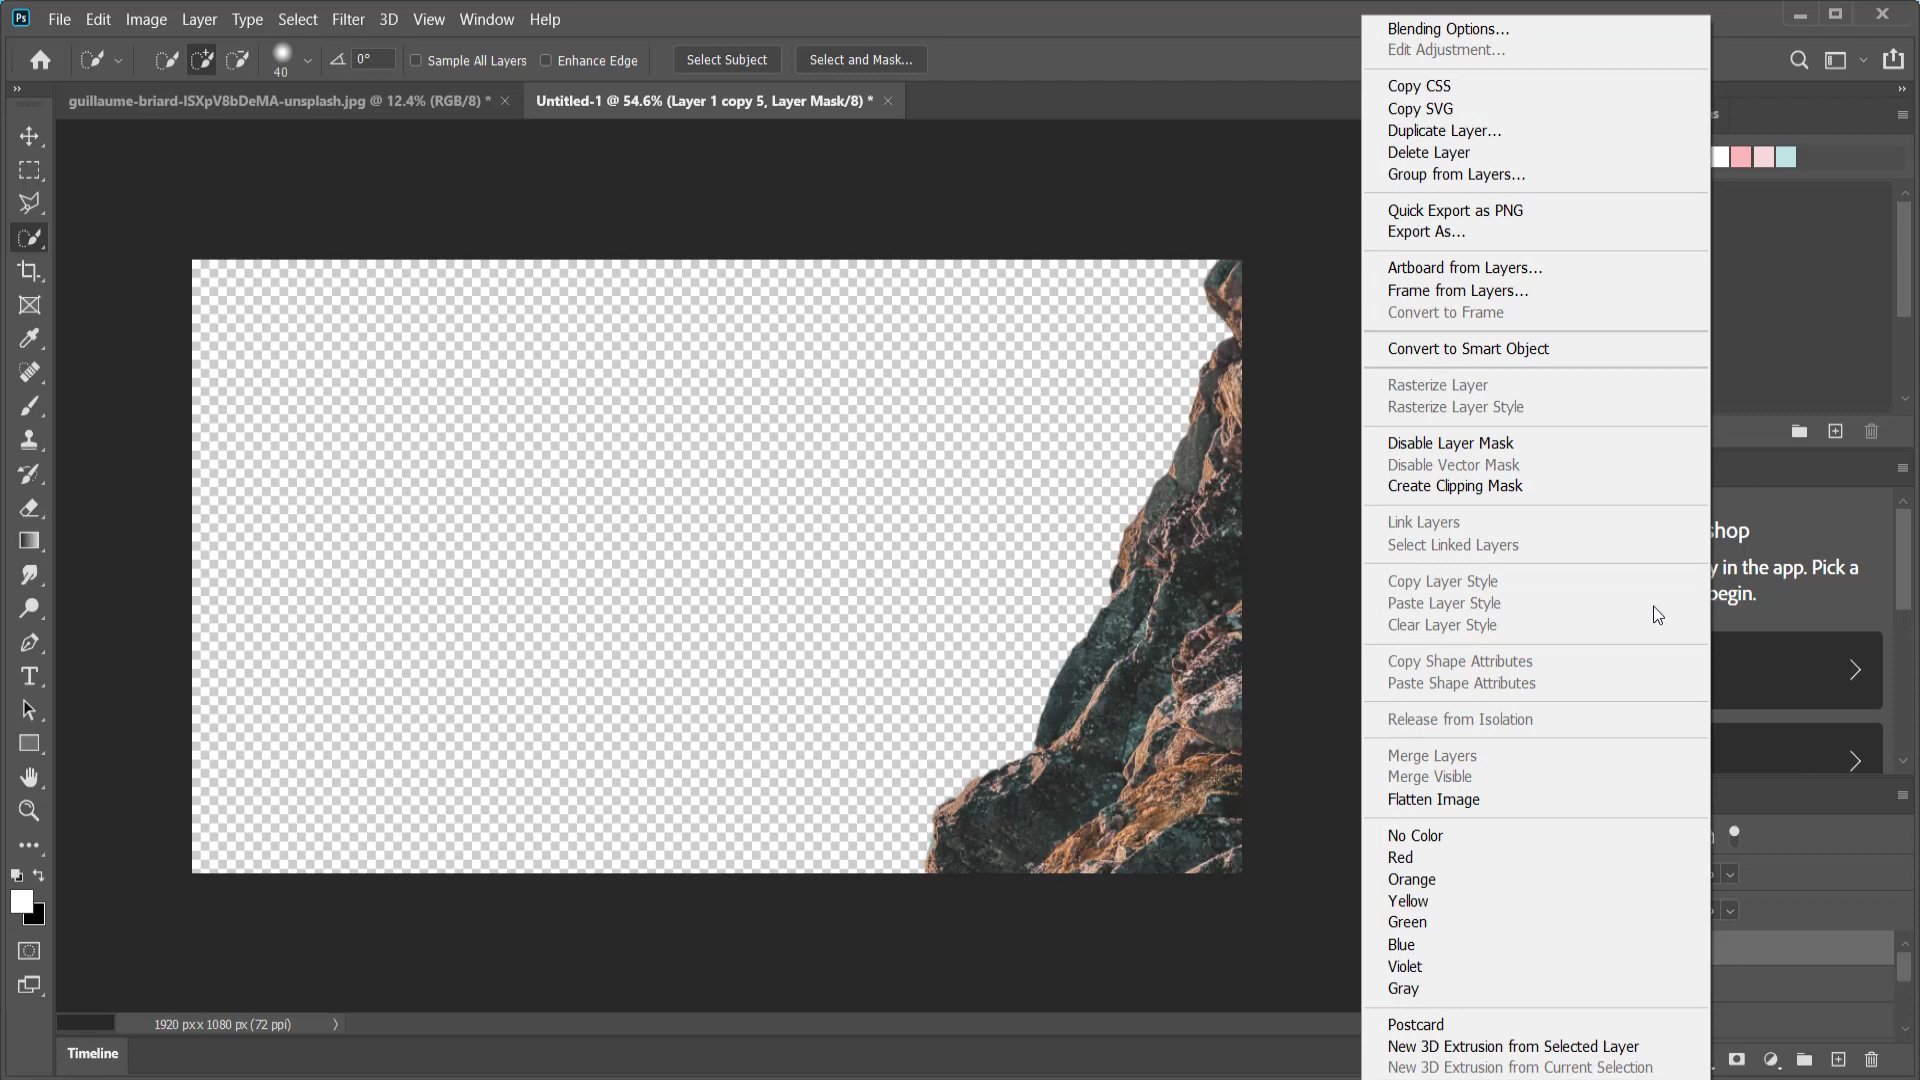 Ps File Edit Image Layer Type Select Filter 3D View Window Help
40
0° Sample All Layers Enhance Edge Select Subject Select and Mask...
guillaume-briard-ISXpV8bDeMA-unsplash.jpg @ 12.4% (RGB/8) * Untitled-1 @ 54.6% (Layer 1 copy 5, Layer Mask/8) *
Blending Options...
Edit Adjustment...
Copy CSS
Copy SVG
Duplicate Layer...
Delete Layer
Group from Layers...
Quick Export as PNG
Export As...
Artboard from Layers...
Frame from Layers...
Convert to Frame
Convert to Smart Object
Rasterize Layer
Rasterize Layer Style
Disable Layer Mask
Disable Vector Mask
Create Clipping Mask
Link Layers
Select Linked Layers
Copy Layer Style
Paste Layer Style
Clear Layer Style
Copy Shape Attributes
Paste Shape Attributes
Release from Isolation
Merge Layers
Merge Visible
Flatten Image
No Color
Red
Orange
Yellow
Green
Blue
Violet
Gray
Postcard
New 3D Extrusion from Selected Layer
New 3D Extrusion from Current Selection
shop
y in the app. Pick a
begin.
1920 px x 1080 px (72 ppi)
Timeline